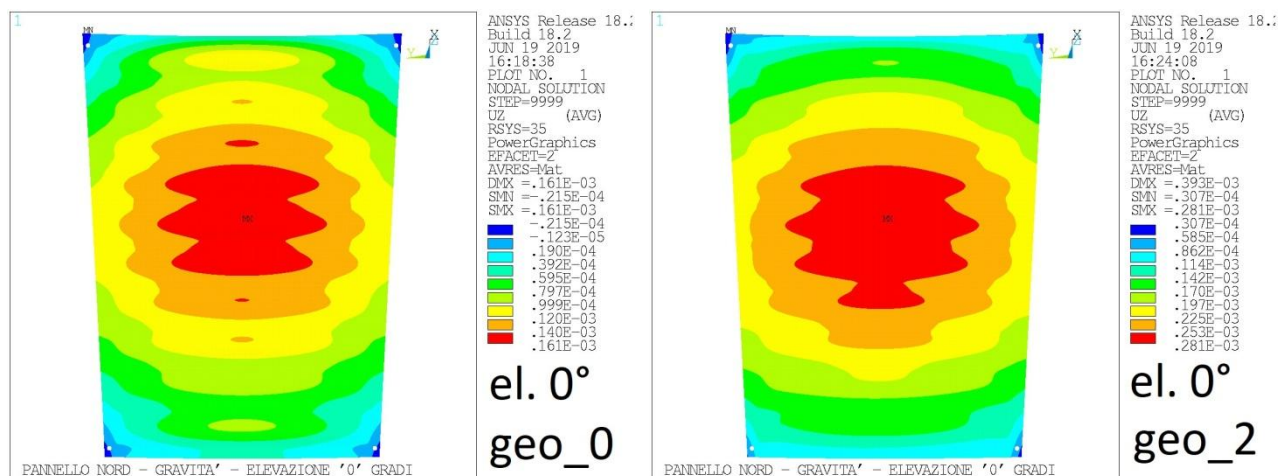 1
MN
X
Y
Z
MX
ANSYS Release 18.2
Build 18.2
JUN 19 2019
16:18:38
PLOT NO.   1
NODAL SOLUTION
STEP=9999
UZ       (AVG)
RSYS=35
PowerGraphics
EFACET=2
AVRES=Mat
DMX =.161E-03
SMN =-.215E-04
SMX =.161E-03
-.215E-04
-.123E-05
.190E-04
.392E-04
.595E-04
.797E-04
.999E-04
.120E-03
.140E-03
.161E-03
el. 0°
geo_0
PANNELLO NORD - GRAVITA' - ELEVAZIONE '0' GRADI
1
MN
X
Y
Z
MX
ANSYS Release 18.2
Build 18.2
JUN 19 2019
16:24:08
PLOT NO.   1
NODAL SOLUTION
STEP=9999
UZ       (AVG)
RSYS=35
PowerGraphics
EFACET=2
AVRES=Mat
DMX =.393E-03
SMN =.307E-04
SMX =.281E-03
.307E-04
.585E-04
.862E-04
.114E-03
.142E-03
.170E-03
.197E-03
.225E-03
.253E-03
.281E-03
el. 0°
geo_2
PANNELLO NORD - GRAVITA' - ELEVAZIONE '0' GRADI